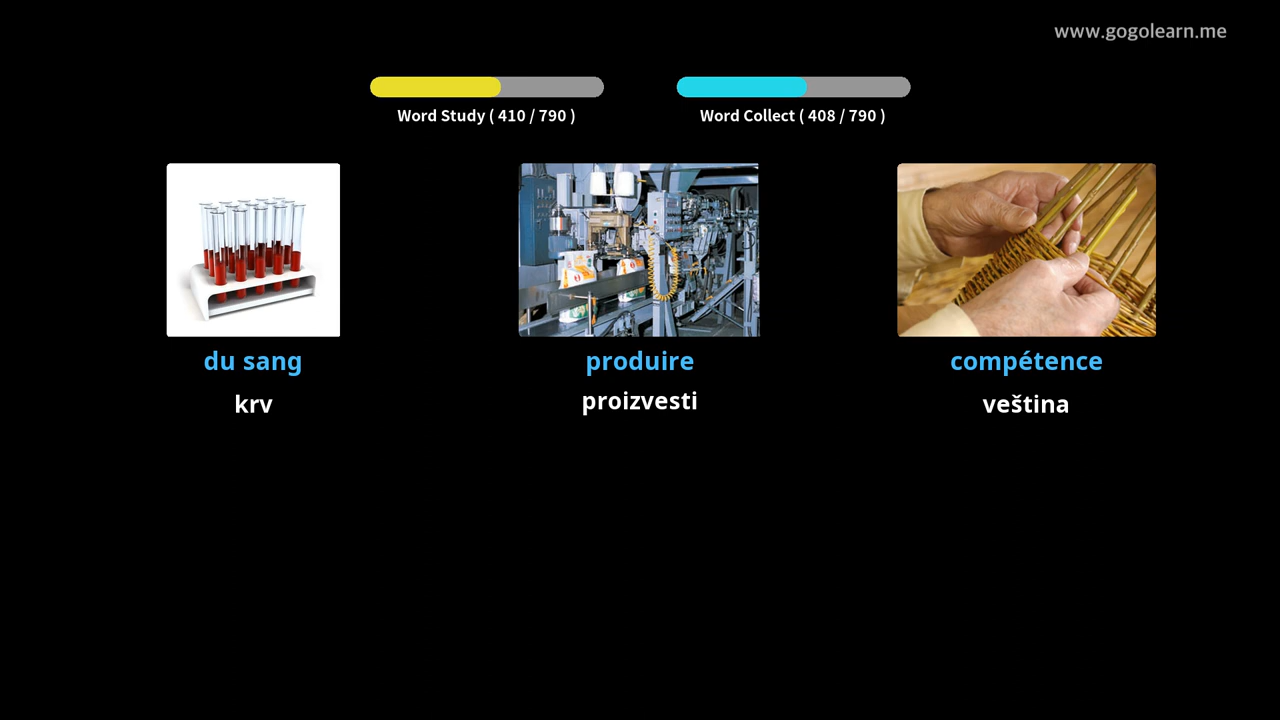 www.gogolearn.me
Word Study ( 410 / 790 )
Word Collect ( 408 / 790 )
du sang
produire
compétence
krv
proizvesti
veština